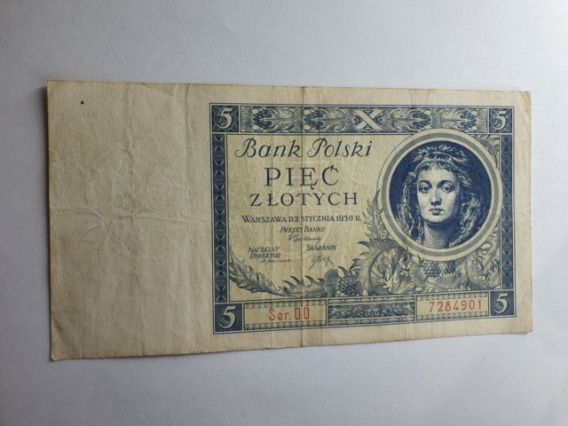 5 5
Bank Polski
PIĘĆ
ZŁOTYCH
WARSZAWA D. 2 STYCZNIA 1930 R.
PREZES BANKU
NACZELNY DYREKTOR
SKARBNIK
5 Ser. DO 7284901 5